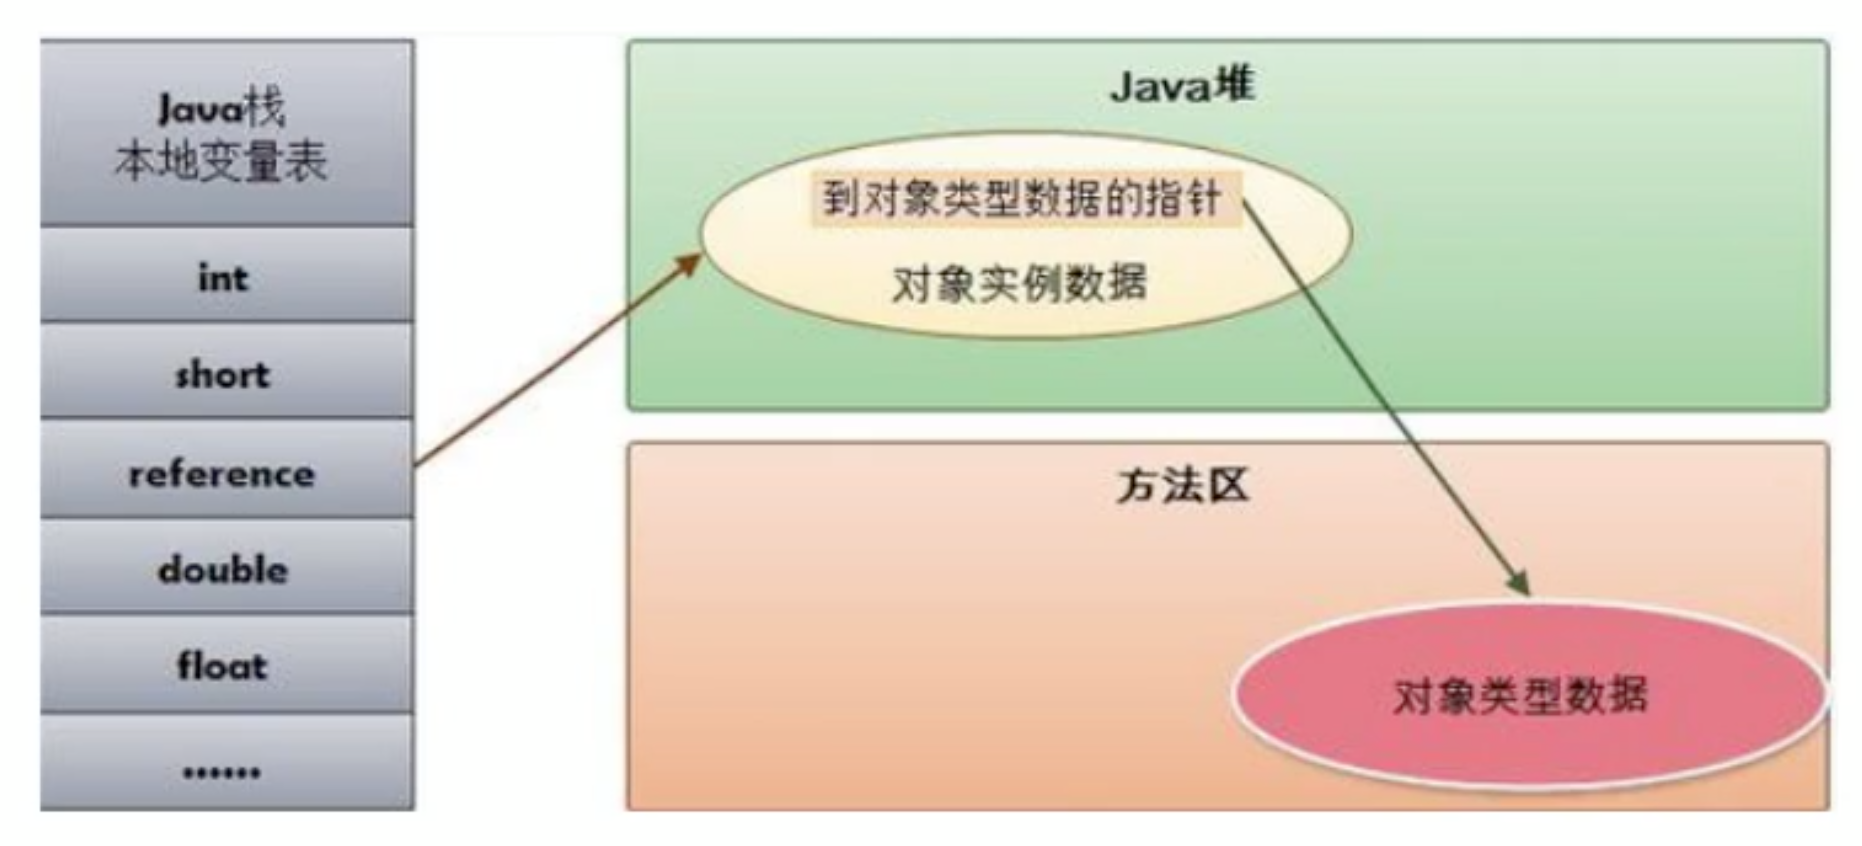 Java栈
本地变量表
int
short
reference
double
float
......
Java堆
到对象类型数据的指针
对象实例数据
方法区
对象类型数据